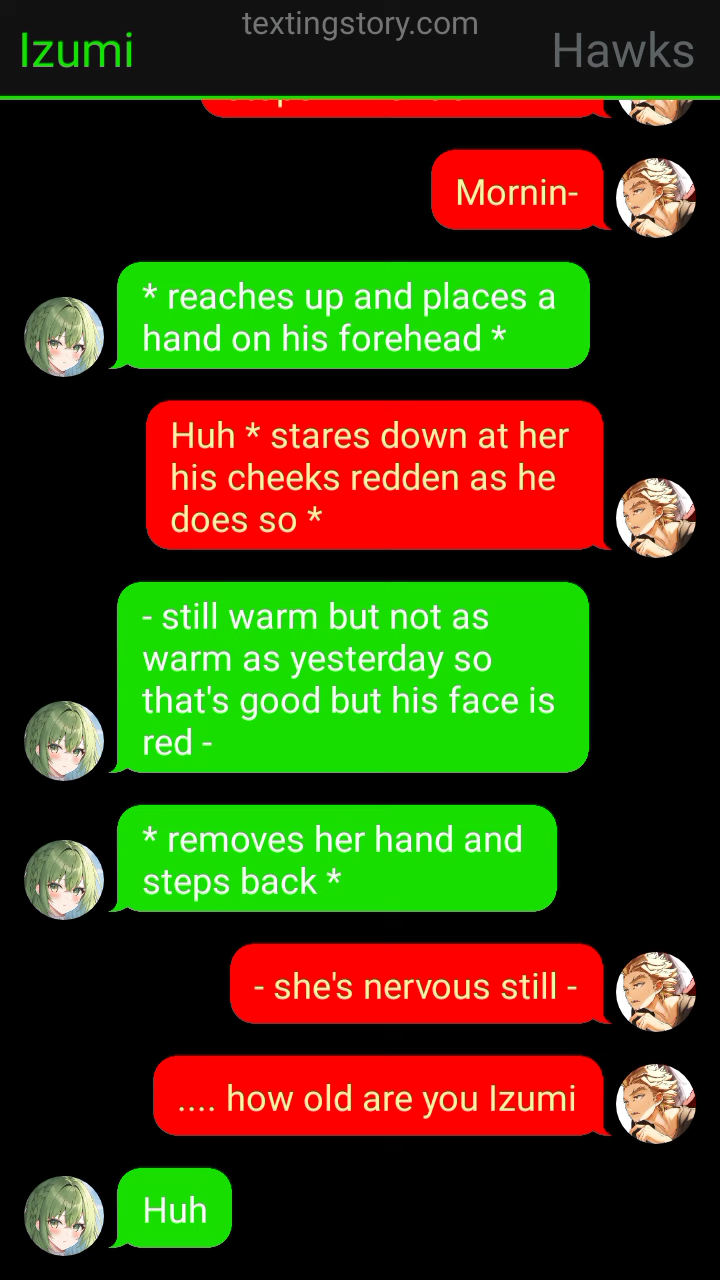 textingstory.com
Izumi
Hawks
Mornin-
* reaches up and places a
hand on his forehead *
Huh * stares down at her
his cheeks redden as he
does so *
- still warm but not as
warm as yesterday so
that's good but his face is
red -
* removes her hand and
steps back *
- she's nervous still -
.... how old are you Izumi
Huh